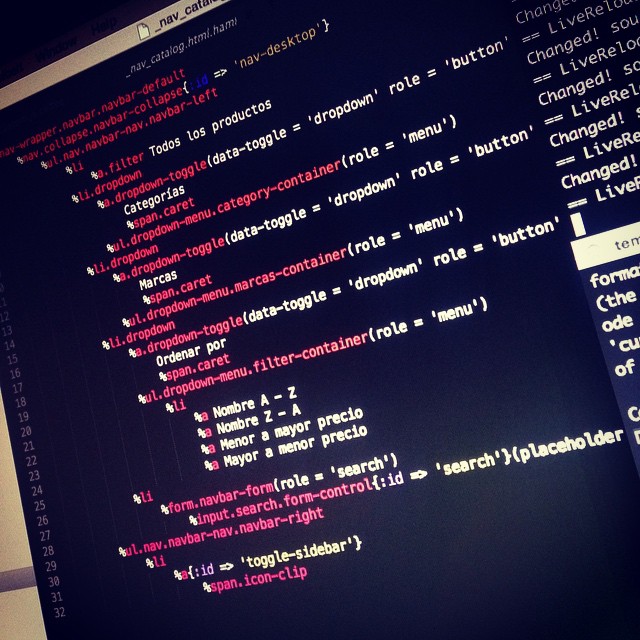 _nav_catalog.html.haml
nav-wrapper.navbar.navbar-default
%nav.collapse.navbar-collapse{:id => 'nav-desktop'}
%ul.nav.navbar-nav.navbar-left
%li
%a.filter Todos los productos
%li.dropdown
%a.dropdown-toggle(data-toggle = 'dropdown' role = 'button'
Categorías
%span.caret
%ul.dropdown-menu.category-container(role = 'menu')
%li.dropdown
%a.dropdown-toggle(data-toggle = 'dropdown' role = 'button'
Marcas
%span.caret
%ul.dropdown-menu.marcas-container(role = 'menu')
%li.dropdown
%a.dropdown-toggle(data-toggle = 'dropdown' role = 'button'
Ordenar por
%span.caret
%ul.dropdown-menu.filter-container(role = 'menu')
%li
%a Nombre A - Z
%a Nombre Z - A
%a Menor a mayor precio
%a Mayor a menor precio
%li
%form.navbar-form(role = 'search')
%input.search.form-control{:id => 'search'}(placeholder
%ul.nav.navbar-nav.navbar-right
%li
%a{:id => 'toggle-sidebar'}
%span.icon-clip
12
13
14
15
16
17
18
19
20
21
22
23
24
25
26
27
28
29
30
31
32
Changed! sou
== LiveReloa
Changed! so
== LiveRelo
Changed! s
== LiveRe
Changed!
== LiveR
forma
(the
ode
'cu
of